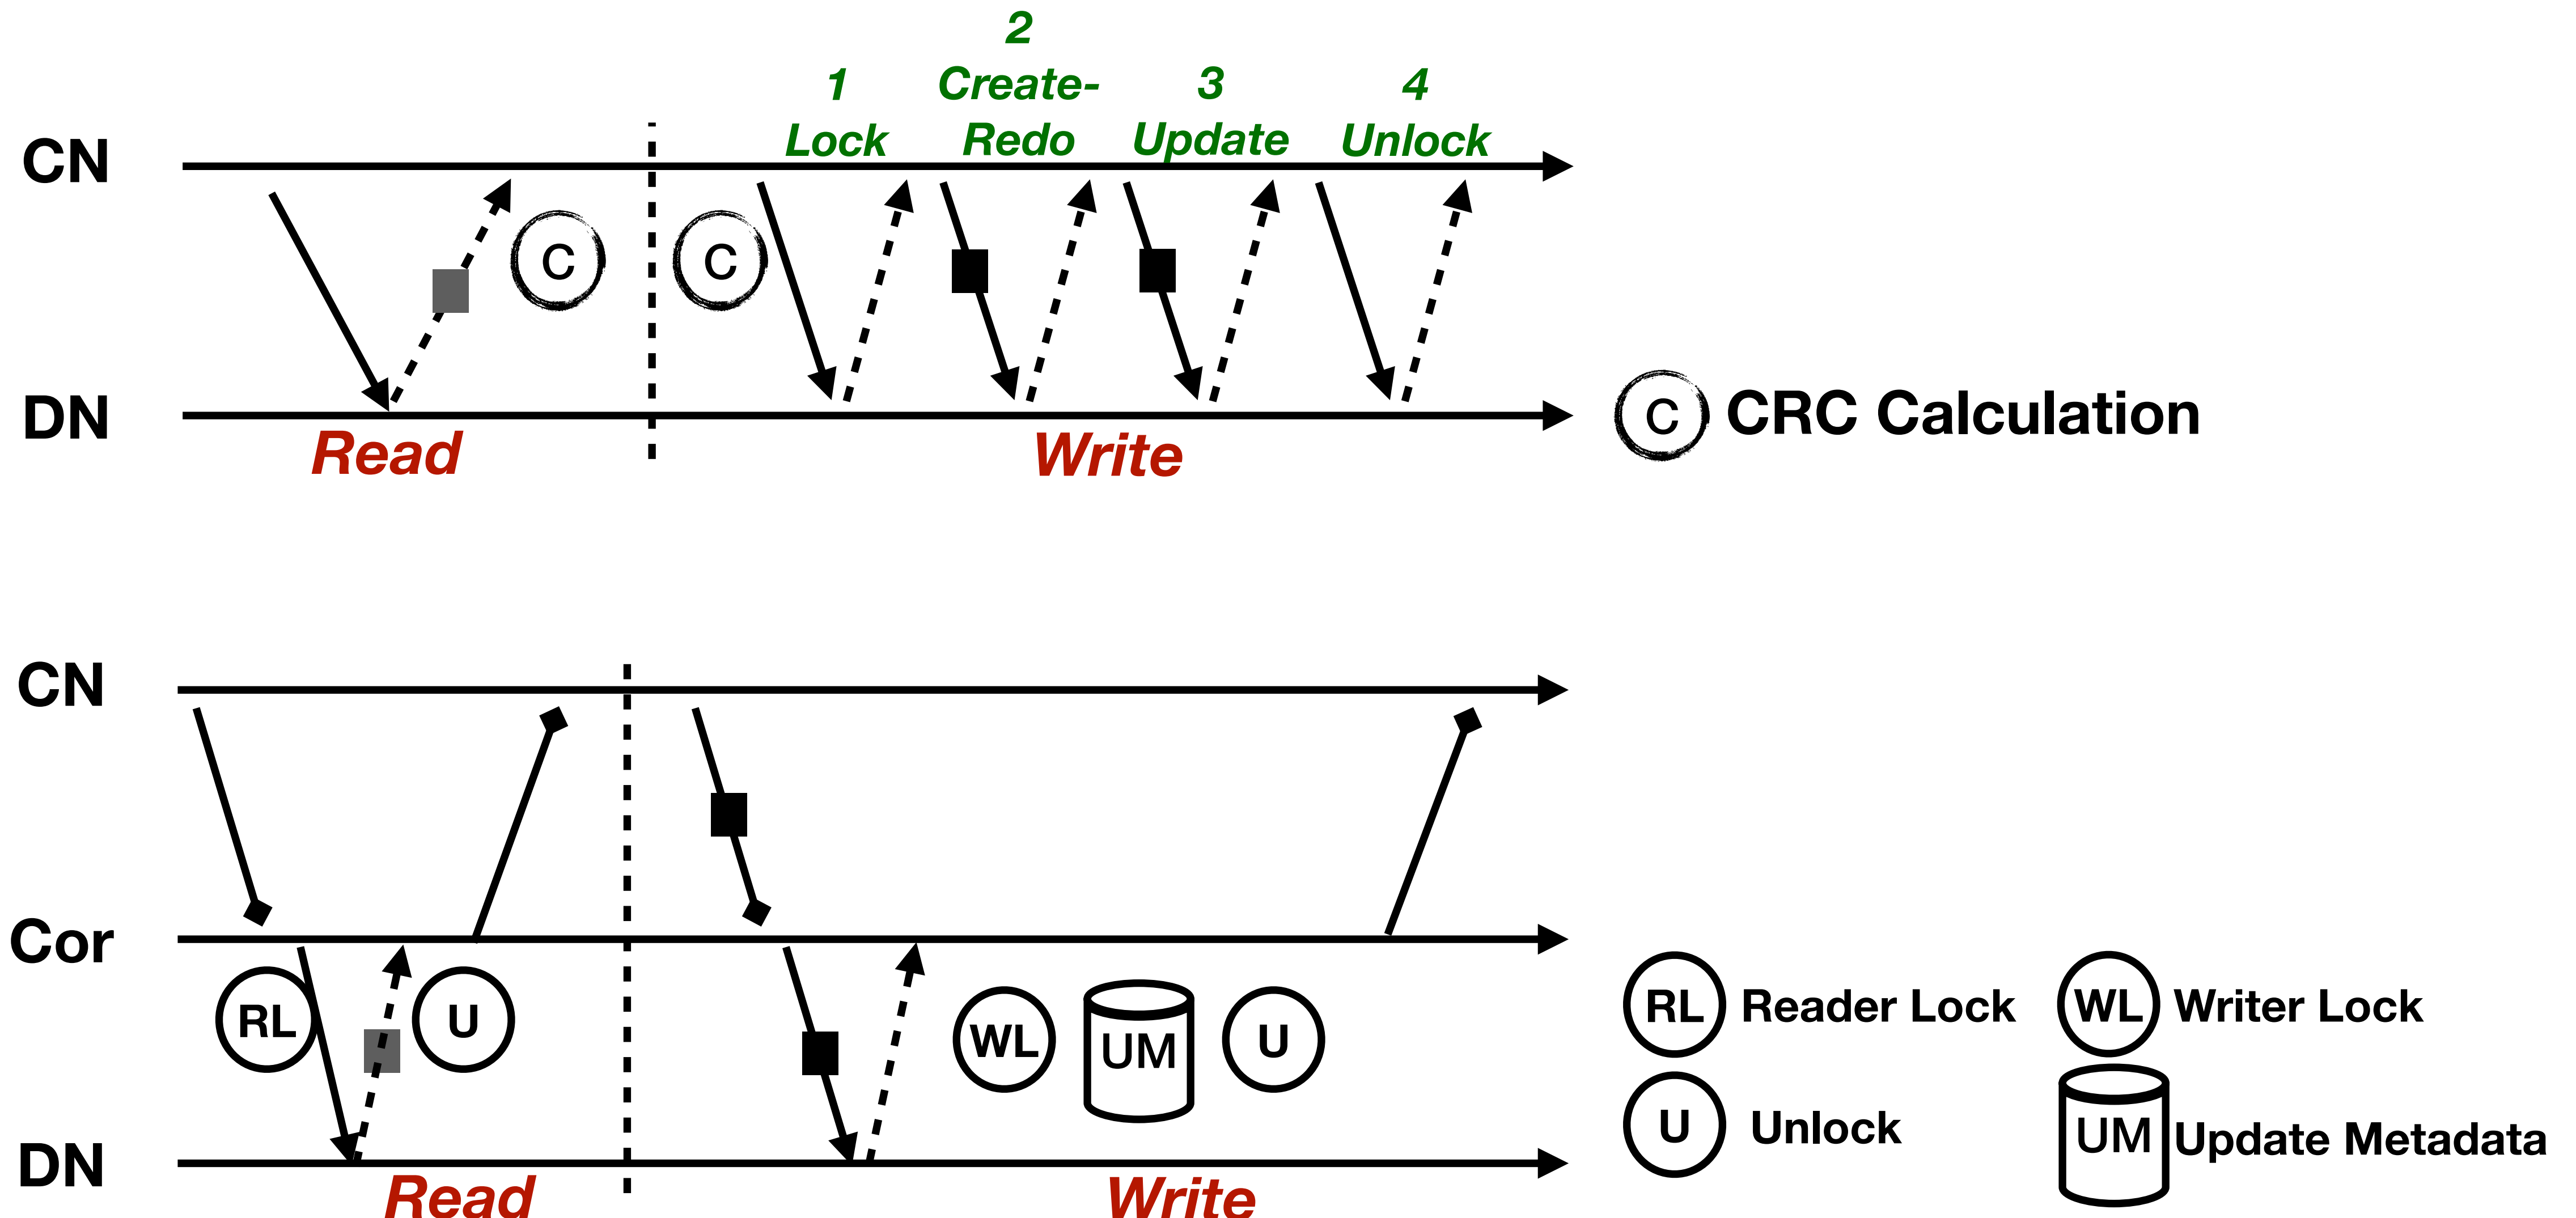 2
1
Create-
3
4
Lock
Redo
Update
Unlock
CN
C
C
DN
C CRC Calculation
Read
Write
CN
Cor
RL
U
WL
UM
U
RL Reader Lock
WL Writer Lock
U Unlock
UM Update Metadata
DN
Read
Write